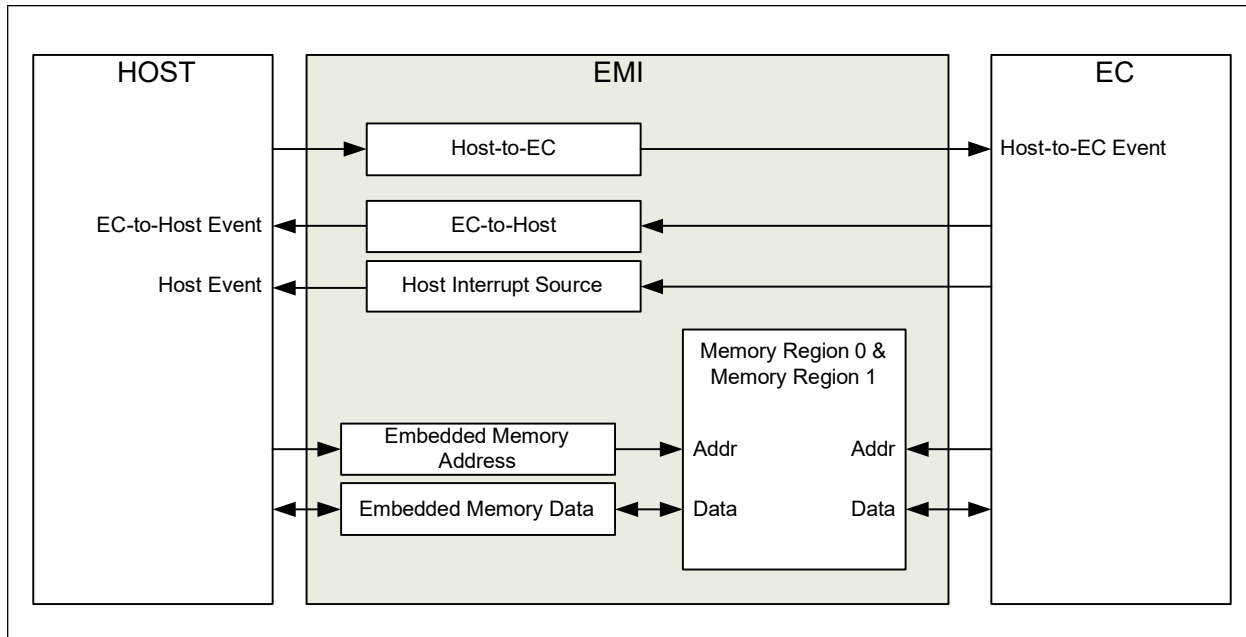 HOST
EMI
EC
Host-to-EC
Host-to-EC Event
EC-to-Host Event
EC-to-Host
Host Event
Host Interrupt Source
Memory Region 0 &
Memory Region 1
Embedded Memory
Address
Addr
Addr
Embedded Memory Data
Data
Data